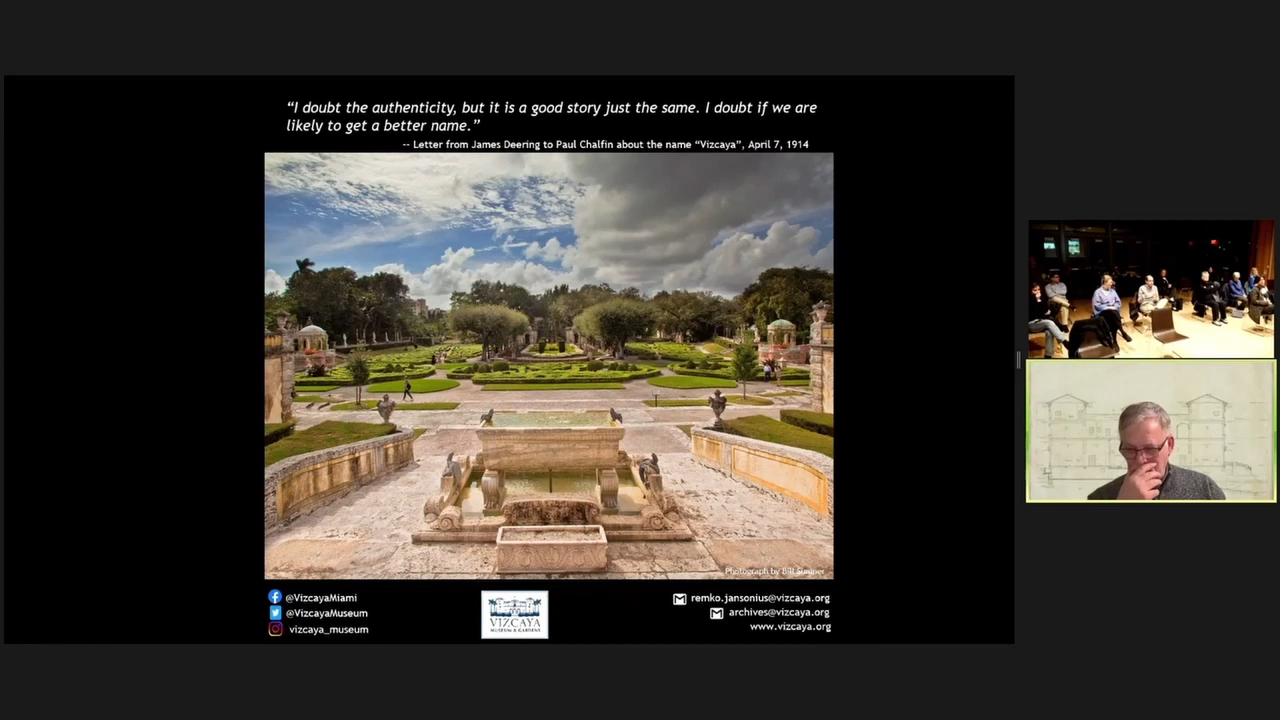 “I doubt the authenticity, but it is a good story just the same. I doubt if we are
likely to get a better name.”
-- Letter from James Deering to Paul Chalfin about the name “Vizcaya”, April 7, 1914
Photograph by Bill Sumner
@VizcayaMiami
@VizcayaMuseum
vizcaya_museum
VIZCAYA
MUSEUM & GARDENS
remko.jansonius@vizcaya.org
archives@vizcaya.org
www.vizcaya.org